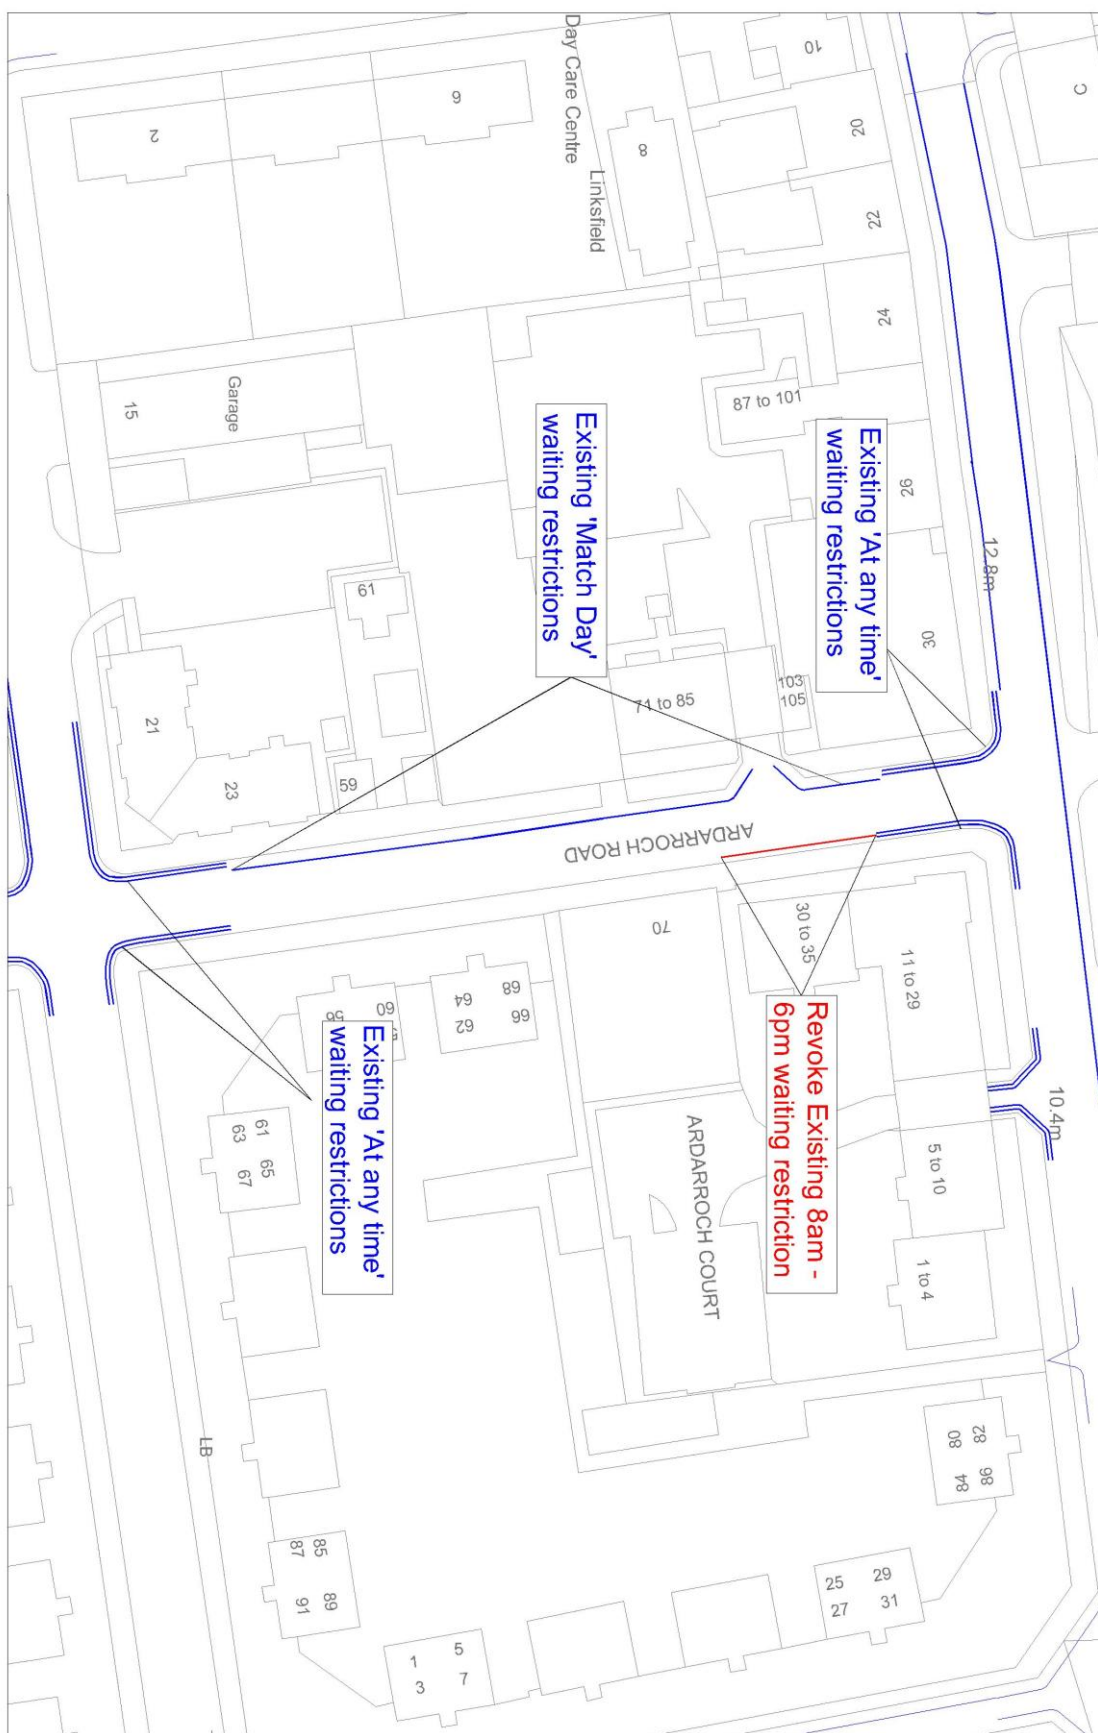 10
C
20
2
6
8
Day Care Centre
Linksfield
22
24
Garage
15
87 to 101
26
Existing 'At any time'
waiting restrictions
Existing 'Match Day'
waiting restrictions
12.8m
61
30
71 to 85
103
105
21
23
59
ARDARROCH ROAD
70
30 to 35
11 to 29
68
64
66
62
60
Revoke Existing 8am -
6pm waiting restriction
Existing 'At any time'
waiting restrictions
10.4m
ARDARROCH COURT
5 to 10
61
63
65
67
1 to 4
LB
82
80
86
84
85
87
89
91
25
29
27
31
1
5
3
7